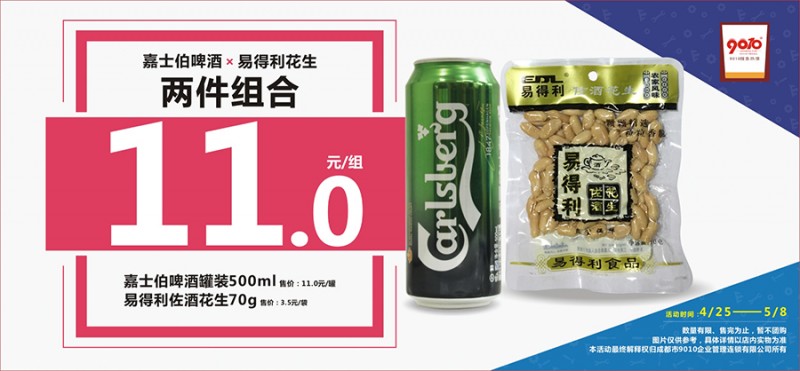 嘉士伯啤酒×易得利花生
两件组合
11.0
元/组
嘉士伯啤酒罐装500ml 售价：11.0元/罐
易得利佐酒花生70g 售价：3.5元/袋
Carlsberg
1847
EDL
易得利
佐酒花生
农家风味
易得利
佐酒
花生
易得利食品
9010
活动时间：4/25——5/8
数量有限、售完为止，暂不团购
图片仅供参考，具体详情以店内实物为准
本活动最终解释权归成都市9010企业管理连锁有限公司所有